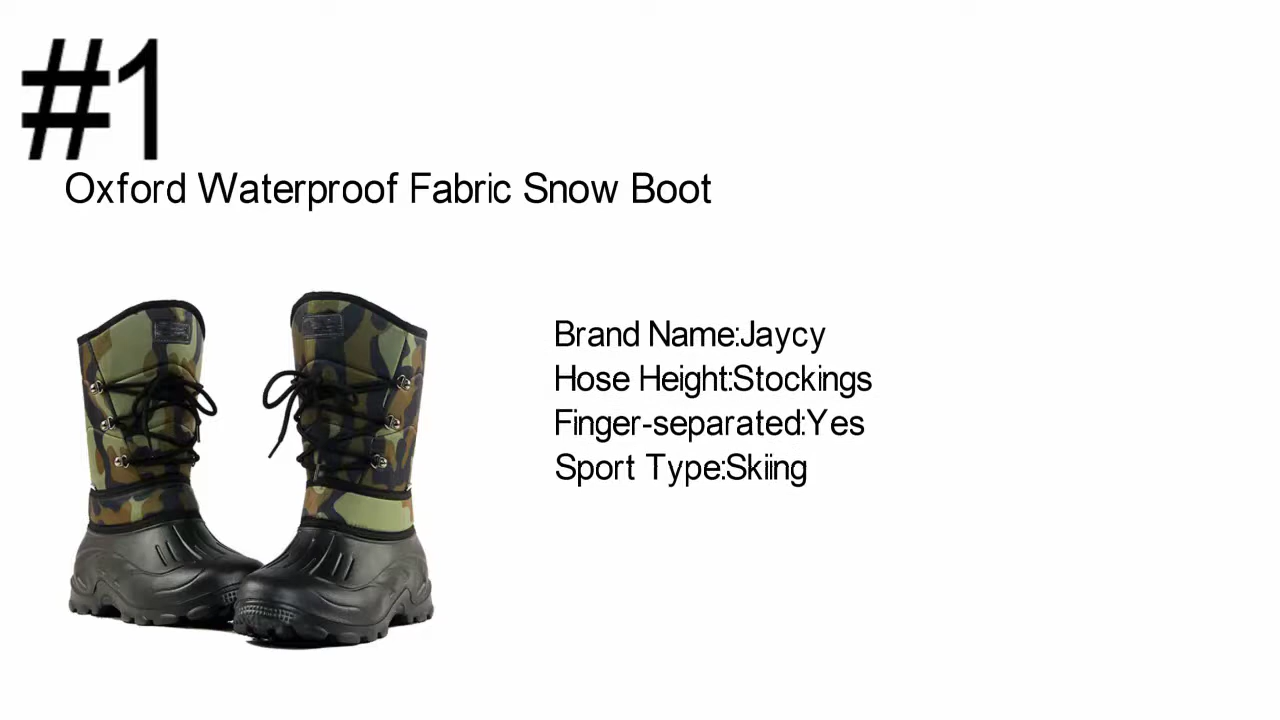 #1
Oxford Waterproof Fabric Snow Boot
Brand Name:Jaycy
Hose Height:Stockings
Finger-separated:Yes
Sport Type:Skiing